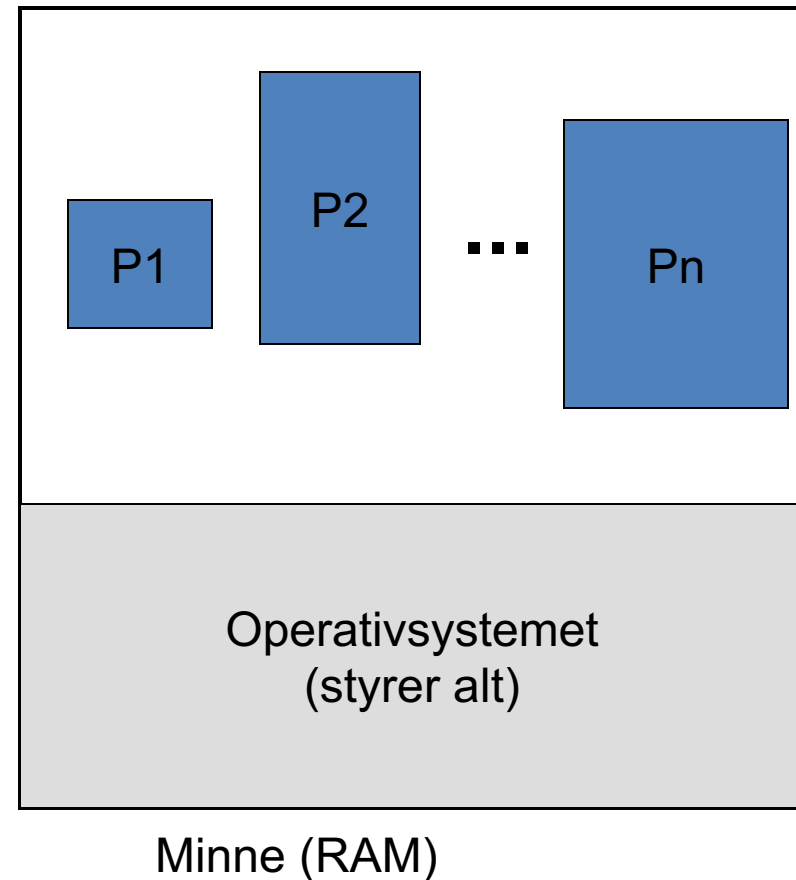 P1
P2
...
Pn
Operativsystemet
(styrer alt)
Minne (RAM)